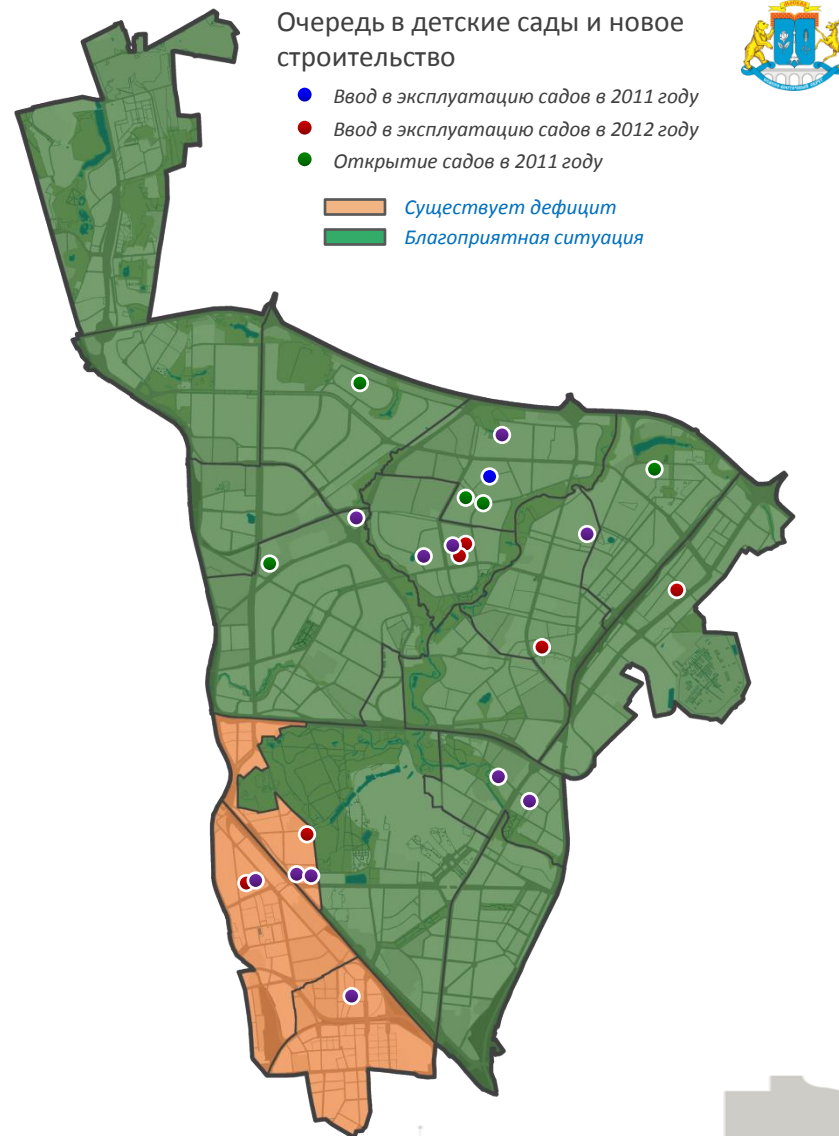 Очередь в детские сады и новое
строительство
Ввод в эксплуатацию садов в 2011 году
Ввод в эксплуатацию садов в 2012 году
Открытие садов в 2011 году
Существует дефицит
Благоприятная ситуация